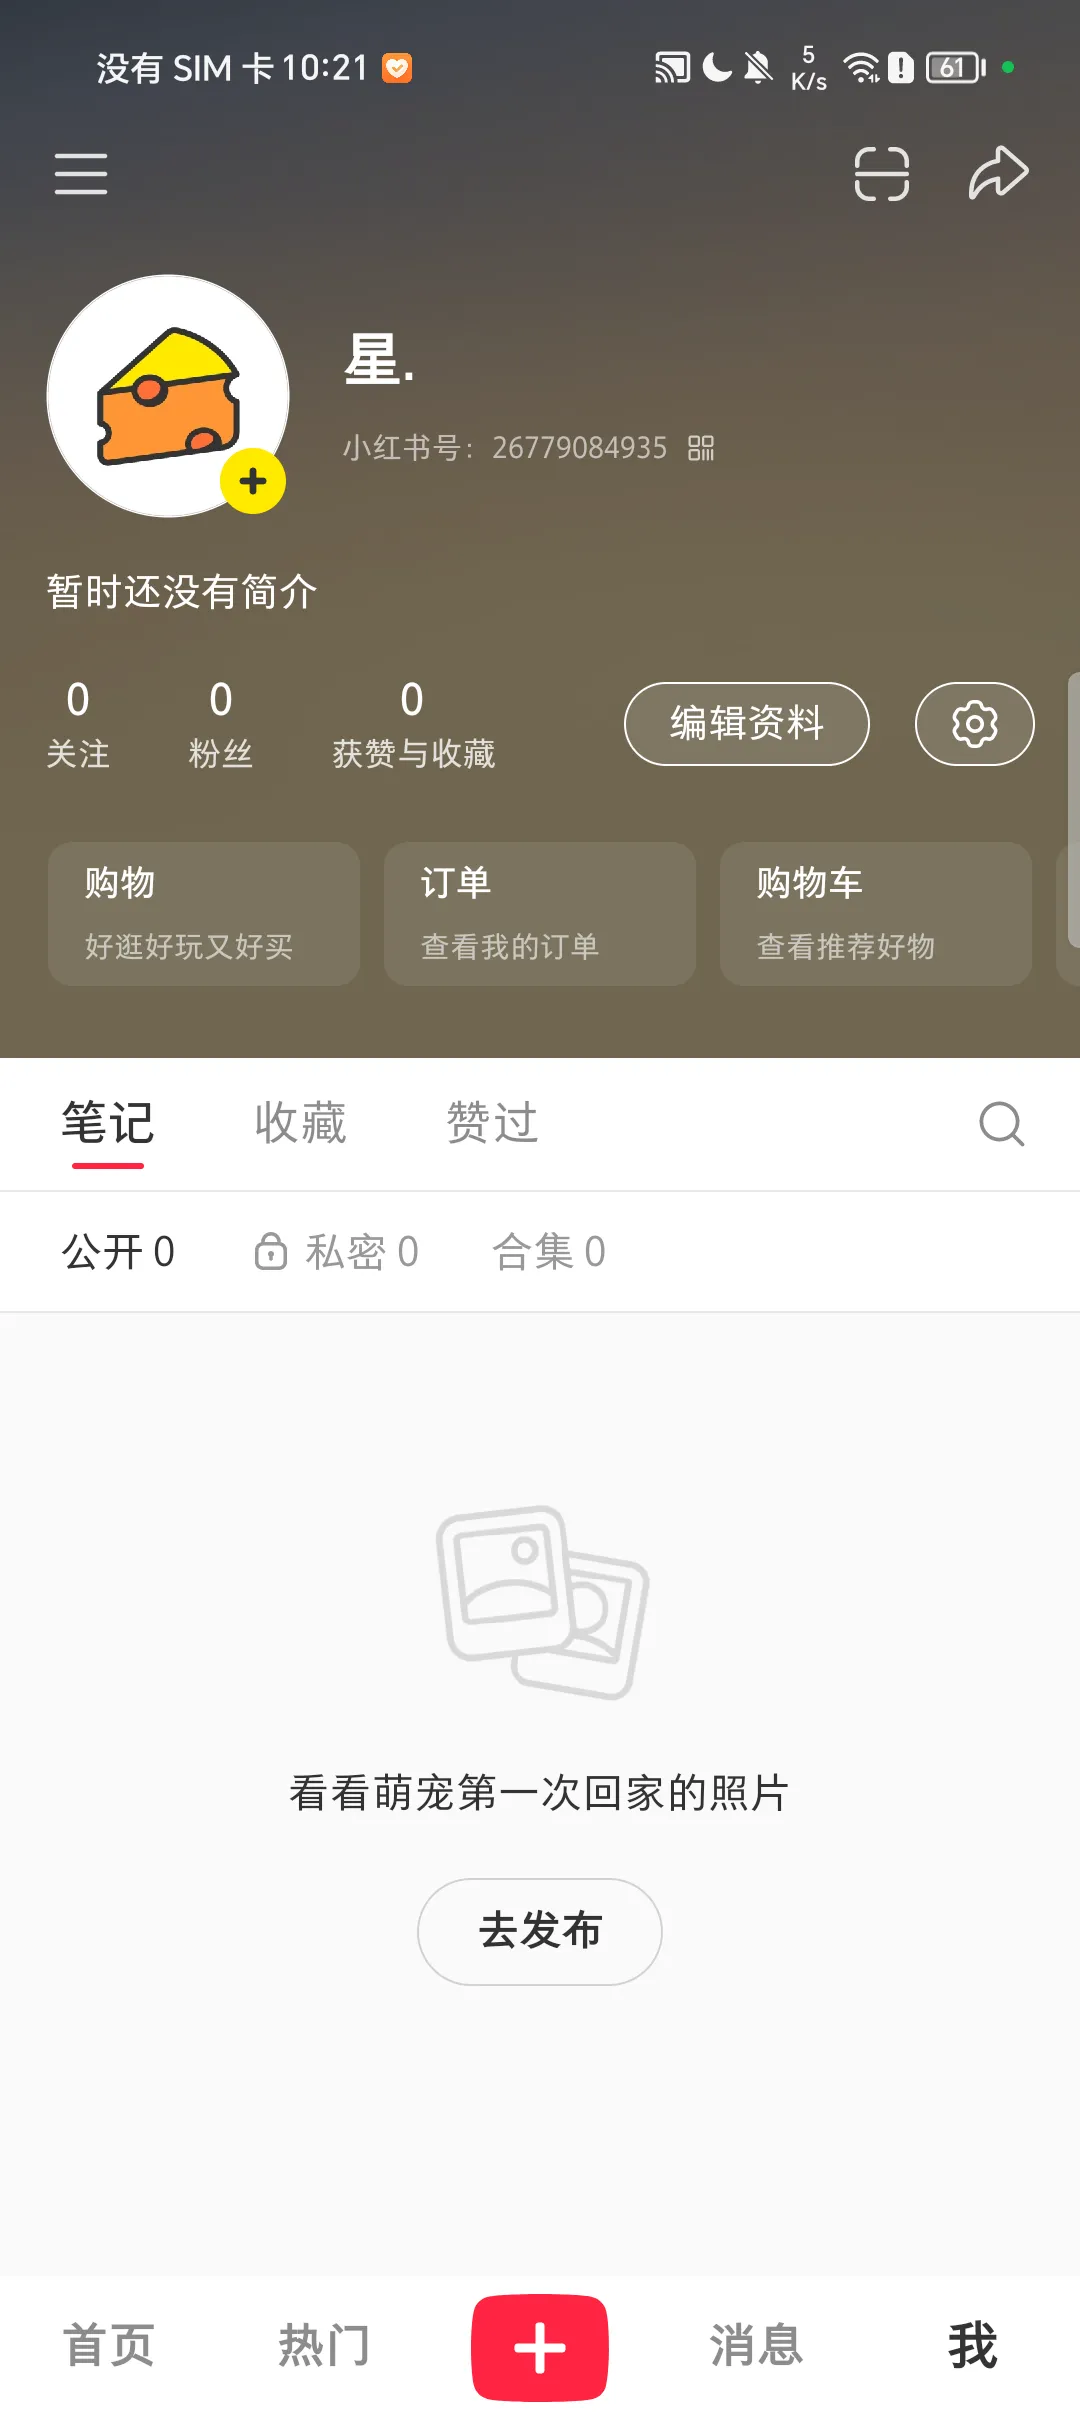 没有 SIM 卡 10:21 5 K/s 61
星.
小红书号：26779084935
暂时还没有简介
0 0 0
关注 粉丝 获赞与收藏 编辑资料
购物 订单 购物车
好逛好玩又好买 查看我的订单 查看推荐好物
笔记 收藏 赞过
公开 0 私密 0 合集 0
看看萌宠第一次回家的照片
去发布
首页 热门 消息 我